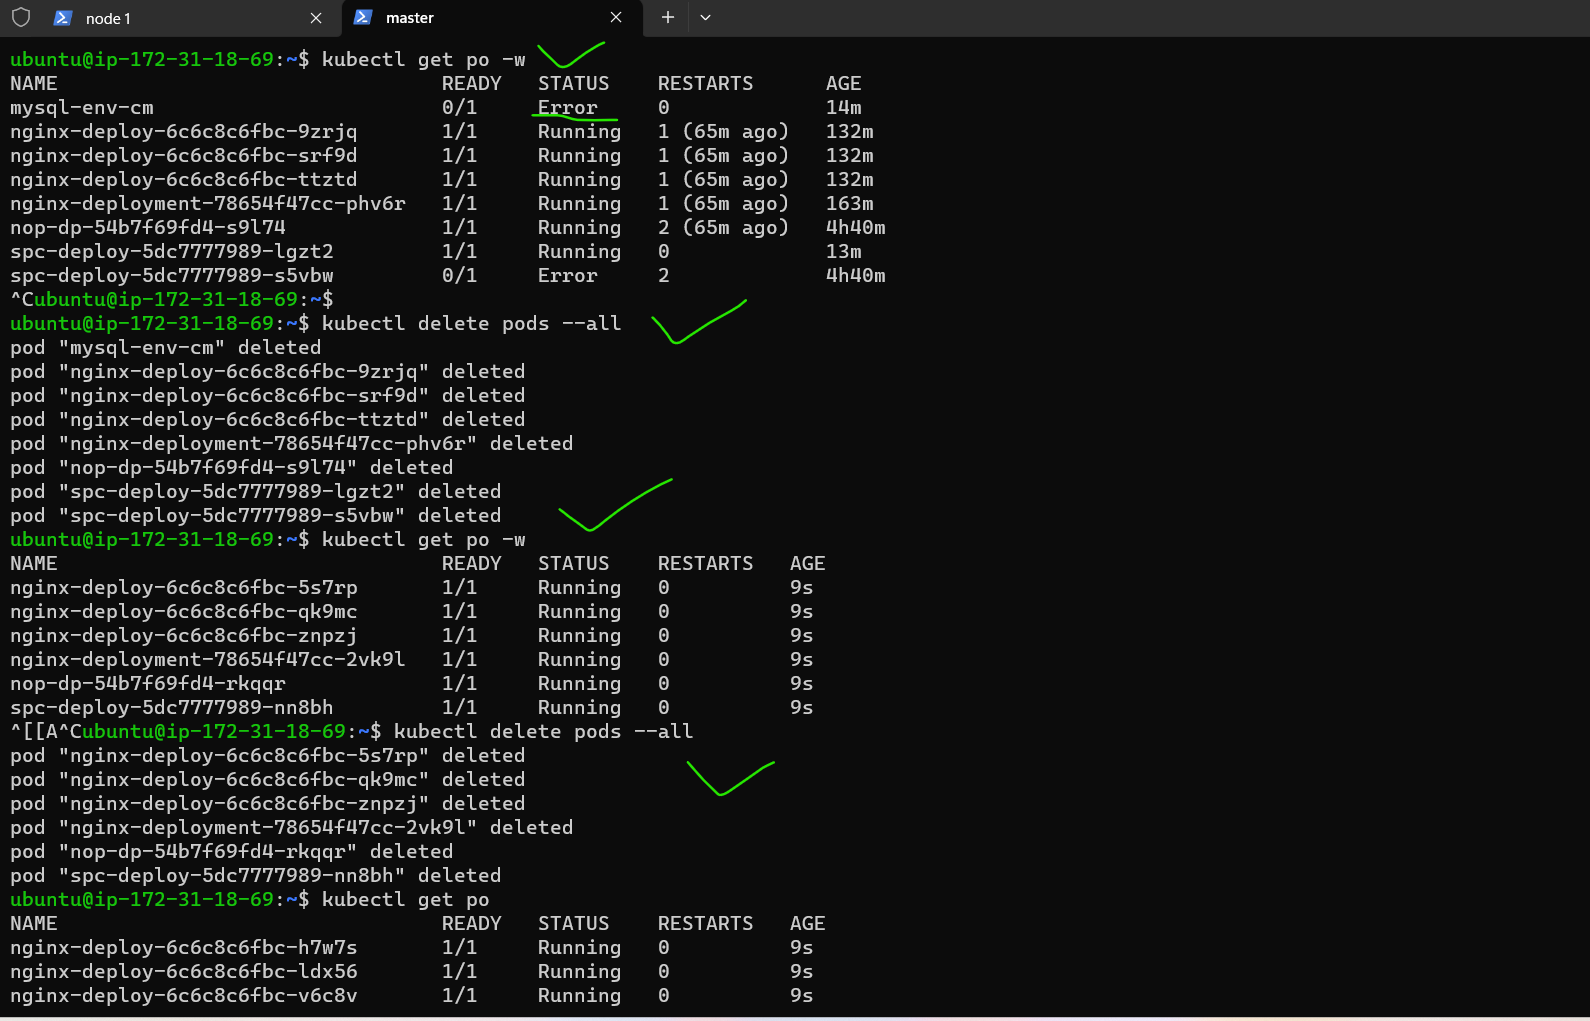 node 1
master
ubuntu@ip-172-31-18-69:~$ kubectl get po -w
NAME READY STATUS RESTARTS AGE
mysql-env-cm 0/1 Error 0 14m
nginx-deploy-6c6c8c6fbc-9zrjq 1/1 Running 1 (65m ago) 132m
nginx-deploy-6c6c8c6fbc-srf9d 1/1 Running 1 (65m ago) 132m
nginx-deploy-6c6c8c6fbc-ttztd 1/1 Running 1 (65m ago) 132m
nginx-deployment-78654f47cc-phv6r 1/1 Running 1 (65m ago) 163m
nop-dp-54b7f69fd4-s9l74 1/1 Running 2 (65m ago) 4h40m
spc-deploy-5dc7777989-lgzt2 1/1 Running 0 13m
spc-deploy-5dc7777989-s5vbw 0/1 Error 2 4h40m
^Cubuntu@ip-172-31-18-69:~$
ubuntu@ip-172-31-18-69:~$ kubectl delete pods --all
pod "mysql-env-cm" deleted
pod "nginx-deploy-6c6c8c6fbc-9zrjq" deleted
pod "nginx-deploy-6c6c8c6fbc-srf9d" deleted
pod "nginx-deploy-6c6c8c6fbc-ttztd" deleted
pod "nginx-deployment-78654f47cc-phv6r" deleted
pod "nop-dp-54b7f69fd4-s9l74" deleted
pod "spc-deploy-5dc7777989-lgzt2" deleted
pod "spc-deploy-5dc7777989-s5vbw" deleted
ubuntu@ip-172-31-18-69:~$ kubectl get po -w
NAME READY STATUS RESTARTS AGE
nginx-deploy-6c6c8c6fbc-5s7rp 1/1 Running 0 9s
nginx-deploy-6c6c8c6fbc-qk9mc 1/1 Running 0 9s
nginx-deploy-6c6c8c6fbc-znpzj 1/1 Running 0 9s
nginx-deployment-78654f47cc-2vk9l 1/1 Running 0 9s
nop-dp-54b7f69fd4-rkqqr 1/1 Running 0 9s
spc-deploy-5dc7777989-nn8bh 1/1 Running 0 9s
^[[A^Cubuntu@ip-172-31-18-69:~$ kubectl delete pods --all
pod "nginx-deploy-6c6c8c6fbc-5s7rp" deleted
pod "nginx-deploy-6c6c8c6fbc-qk9mc" deleted
pod "nginx-deploy-6c6c8c6fbc-znpzj" deleted
pod "nginx-deployment-78654f47cc-2vk9l" deleted
pod "nop-dp-54b7f69fd4-rkqqr" deleted
pod "spc-deploy-5dc7777989-nn8bh" deleted
ubuntu@ip-172-31-18-69:~$ kubectl get po
NAME READY STATUS RESTARTS AGE
nginx-deploy-6c6c8c6fbc-h7w7s 1/1 Running 0 9s
nginx-deploy-6c6c8c6fbc-ldx56 1/1 Running 0 9s
nginx-deploy-6c6c8c6fbc-v6c8v 1/1 Running 0 9s